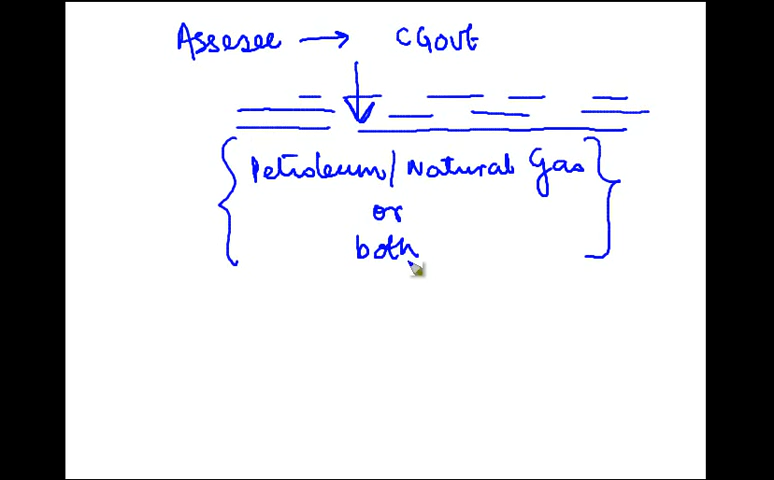 Assesee → CGovt
Petroleum/Natural Gas
or
both